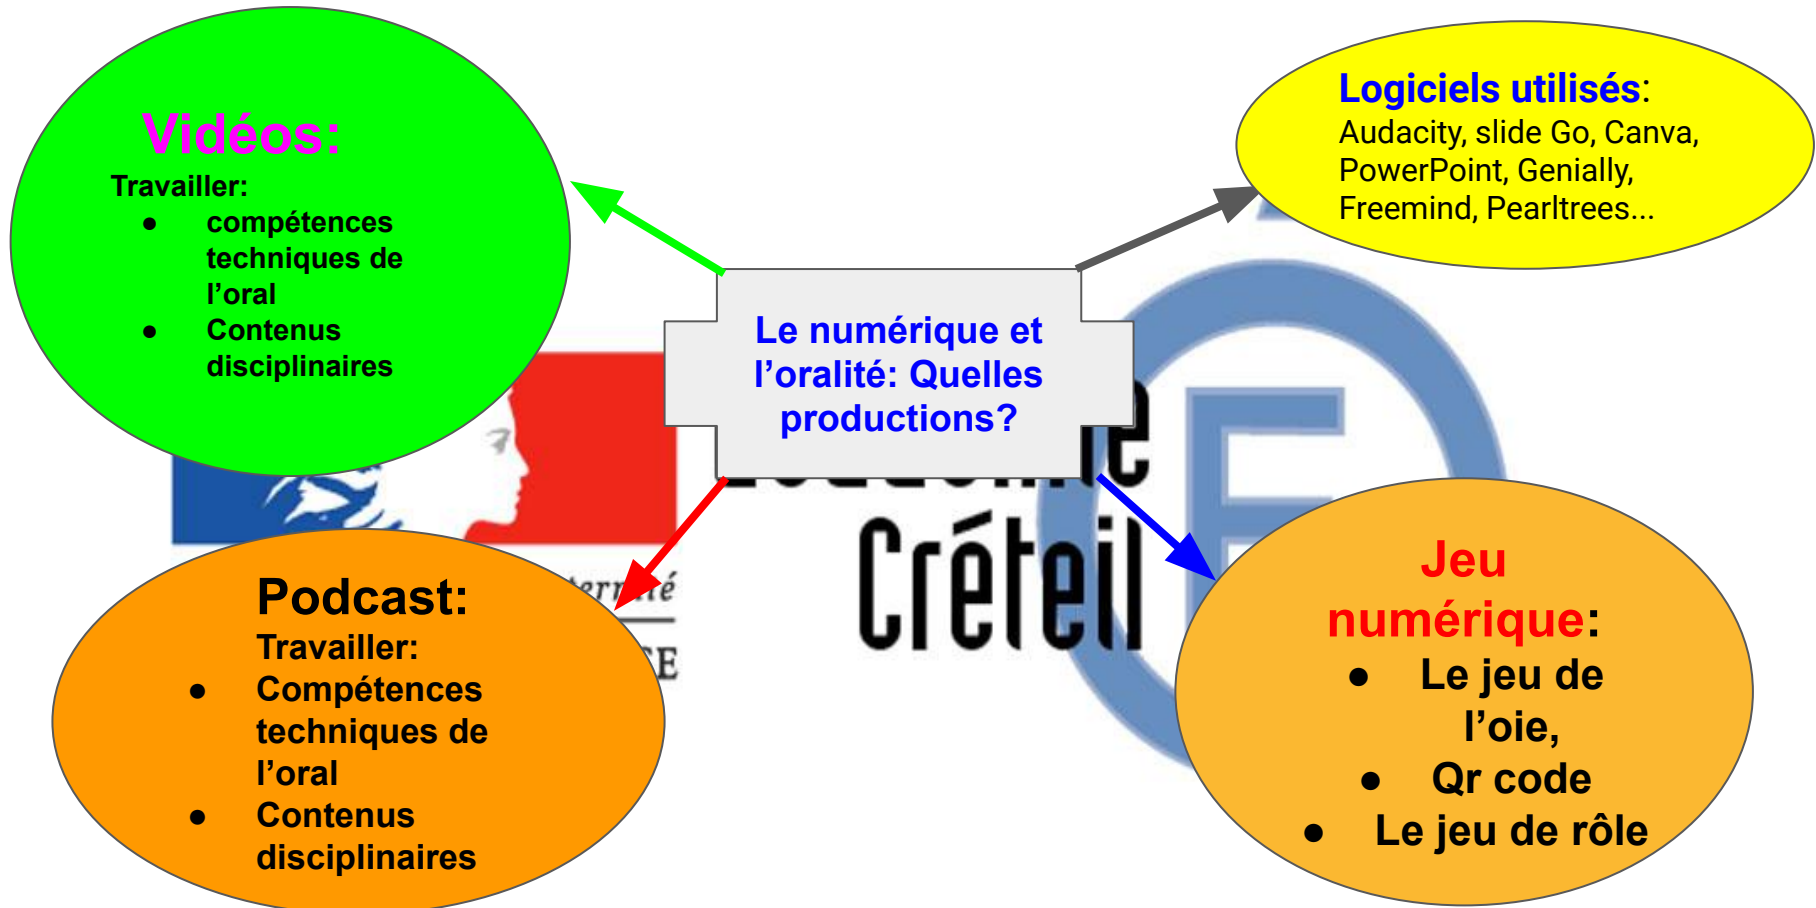 Vidéos:
Travailler:
● compétences
techniques de
l’oral
● Contenus
disciplinaires
Logiciels utilisés:
Audacity, slide Go, Canva,
PowerPoint, Genially,
Freemind, Pearltrees...
Le numérique et
l’oralité: Quelles
productions?
Créteil
Podcast:
Travailler:
● Compétences
techniques de
l’oral
● Contenus
disciplinaires
Jeu
numérique:
● Le jeu de
l’oie,
● Qr code
● Le jeu de rôle